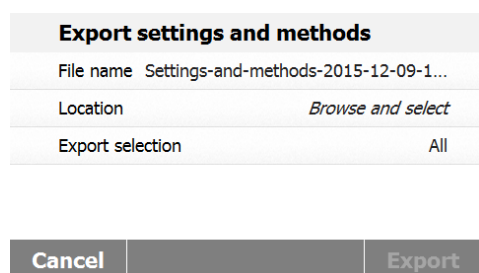 Export settings and methods
File name Settings-and-methods-2015-12-09-1...
Location Browse and select
Export selection All
Cancel Export